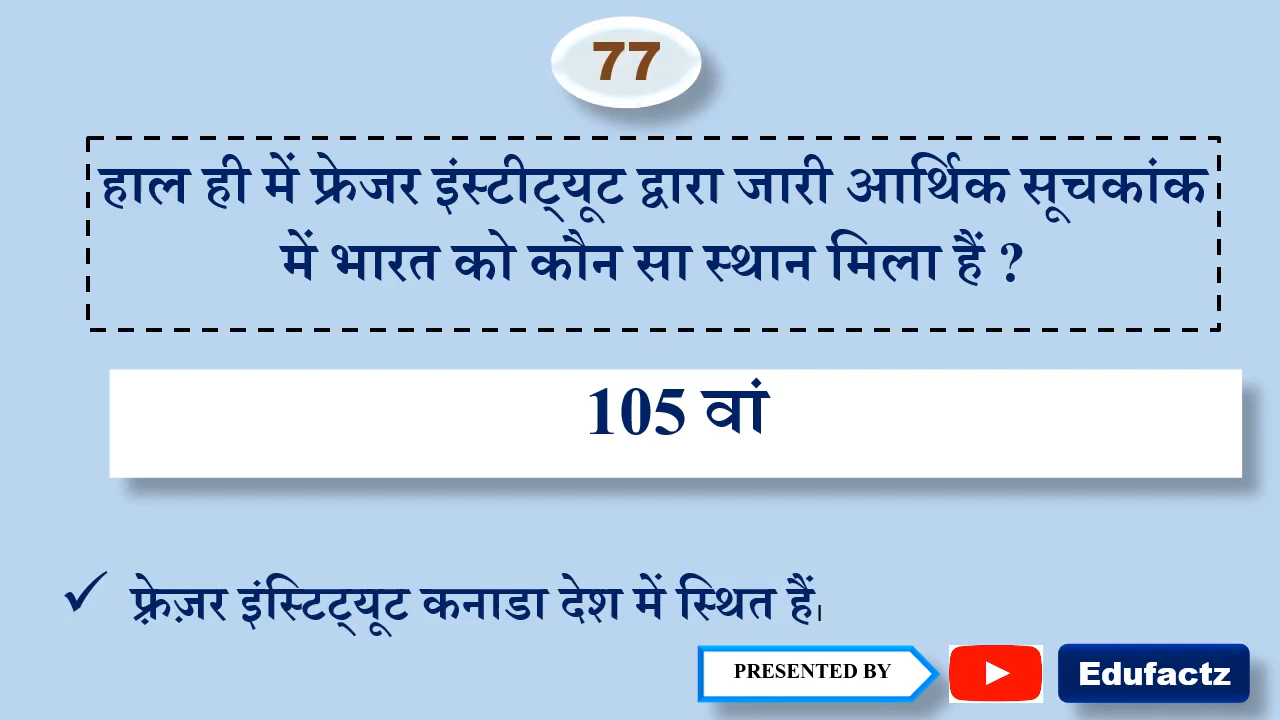 77
हाल ही में फ्रेजर इंस्टीट्यूट द्वारा जारी आर्थिक सूचकांक
में भारत को कौन सा स्थान मिला हैं ?
105 वां
✓ फ़्रेज़र इंस्टिट्यूट कनाडा देश में स्थित हैं।
PRESENTED BY
Edufactz